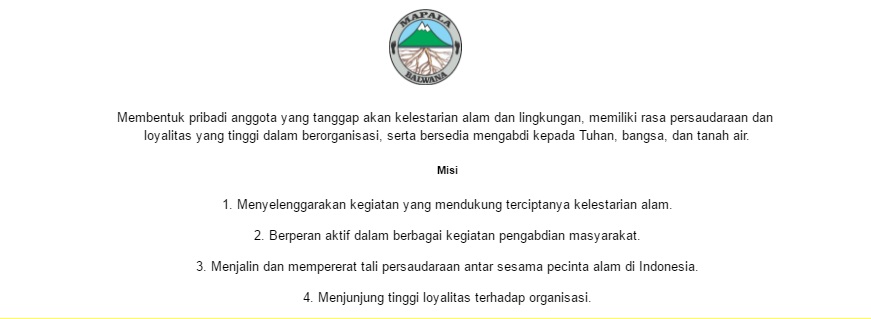 MAPALA
BALWANA
Membentuk pribadi anggota yang tanggap akan kelestarian alam dan lingkungan, memiliki rasa persaudaraan dan
loyalitas yang tinggi dalam berorganisasi, serta bersedia mengabdi kepada Tuhan, bangsa, dan tanah air.
Misi
1. Menyelenggarakan kegiatan yang mendukung terciptanya kelestarian alam.
2. Berperan aktif dalam berbagai kegiatan pengabdian masyarakat.
3. Menjalin dan mempererat tali persaudaraan antar sesama pecinta alam di Indonesia.
4. Menjunjung tinggi loyalitas terhadap organisasi.